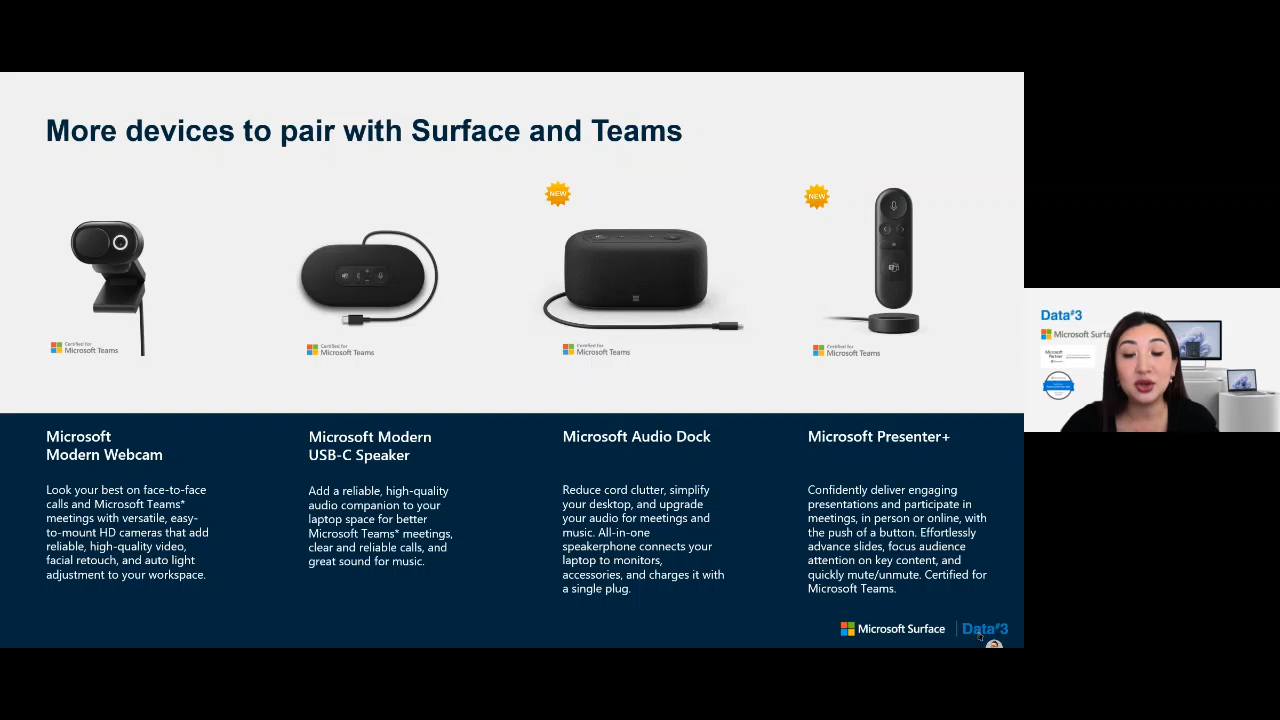 More devices to pair with Surface and Teams
NEW
NEW
Certified for
Microsoft Teams
Certified for
Microsoft Teams
Certified for
Microsoft Teams
Certified for
Microsoft Teams
Microsoft
Modern Webcam
Look your best on face-to-face
calls and Microsoft Teams*
meetings with versatile, easy-
to-mount HD cameras that add
reliable, high-quality video,
facial retouch, and auto light
adjustment to your workspace.
Microsoft Modern
USB-C Speaker
Add a reliable, high-quality
audio companion to your
laptop space for better
Microsoft Teams* meetings,
clear and reliable calls, and
great sound for music.
Microsoft Audio Dock
Reduce cord clutter, simplify
your desktop, and upgrade
your audio for meetings and
music. All-in-one
speakerphone connects your
laptop to monitors,
accessories, and charges it with
a single plug.
Microsoft Presenter+
Confidently deliver engaging
presentations and participate in
meetings, in person or online, with
the push of a button. Effortlessly
advance slides, focus audience
attention on key content, and
quickly mute/unmute. Certified for
Microsoft Teams.
Microsoft Surface
Data#3
Data#3
Microsoft Surfa
Microsoft
Partner